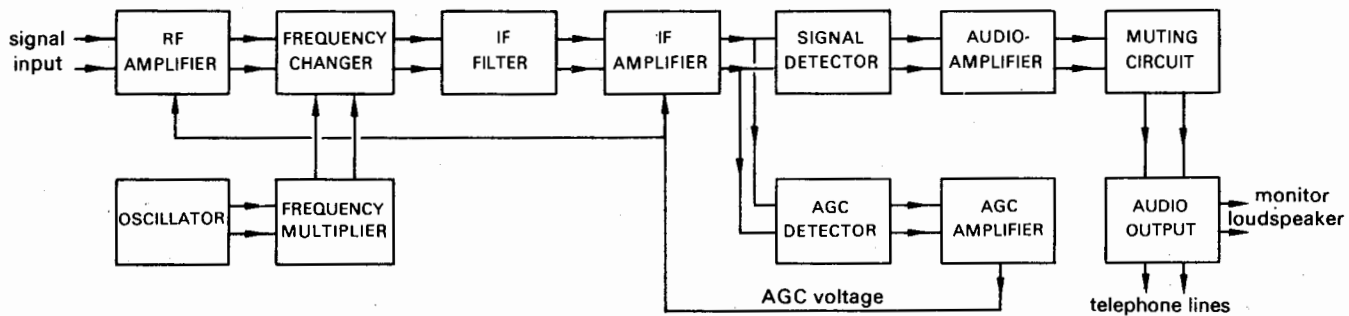 signal
input
RF
AMPLIFIER
FREQUENCY
CHANGER
IF
FILTER
IF
AMPLIFIER
SIGNAL
DETECTOR
AUDIO-
AMPLIFIER
MUTING
CIRCUIT
OSCILLATOR
FREQUENCY
MULTIPLIER
AGC
DETECTOR
AGC
AMPLIFIER
AUDIO
OUTPUT
monitor
loudspeaker
AGC voltage
telephone lines